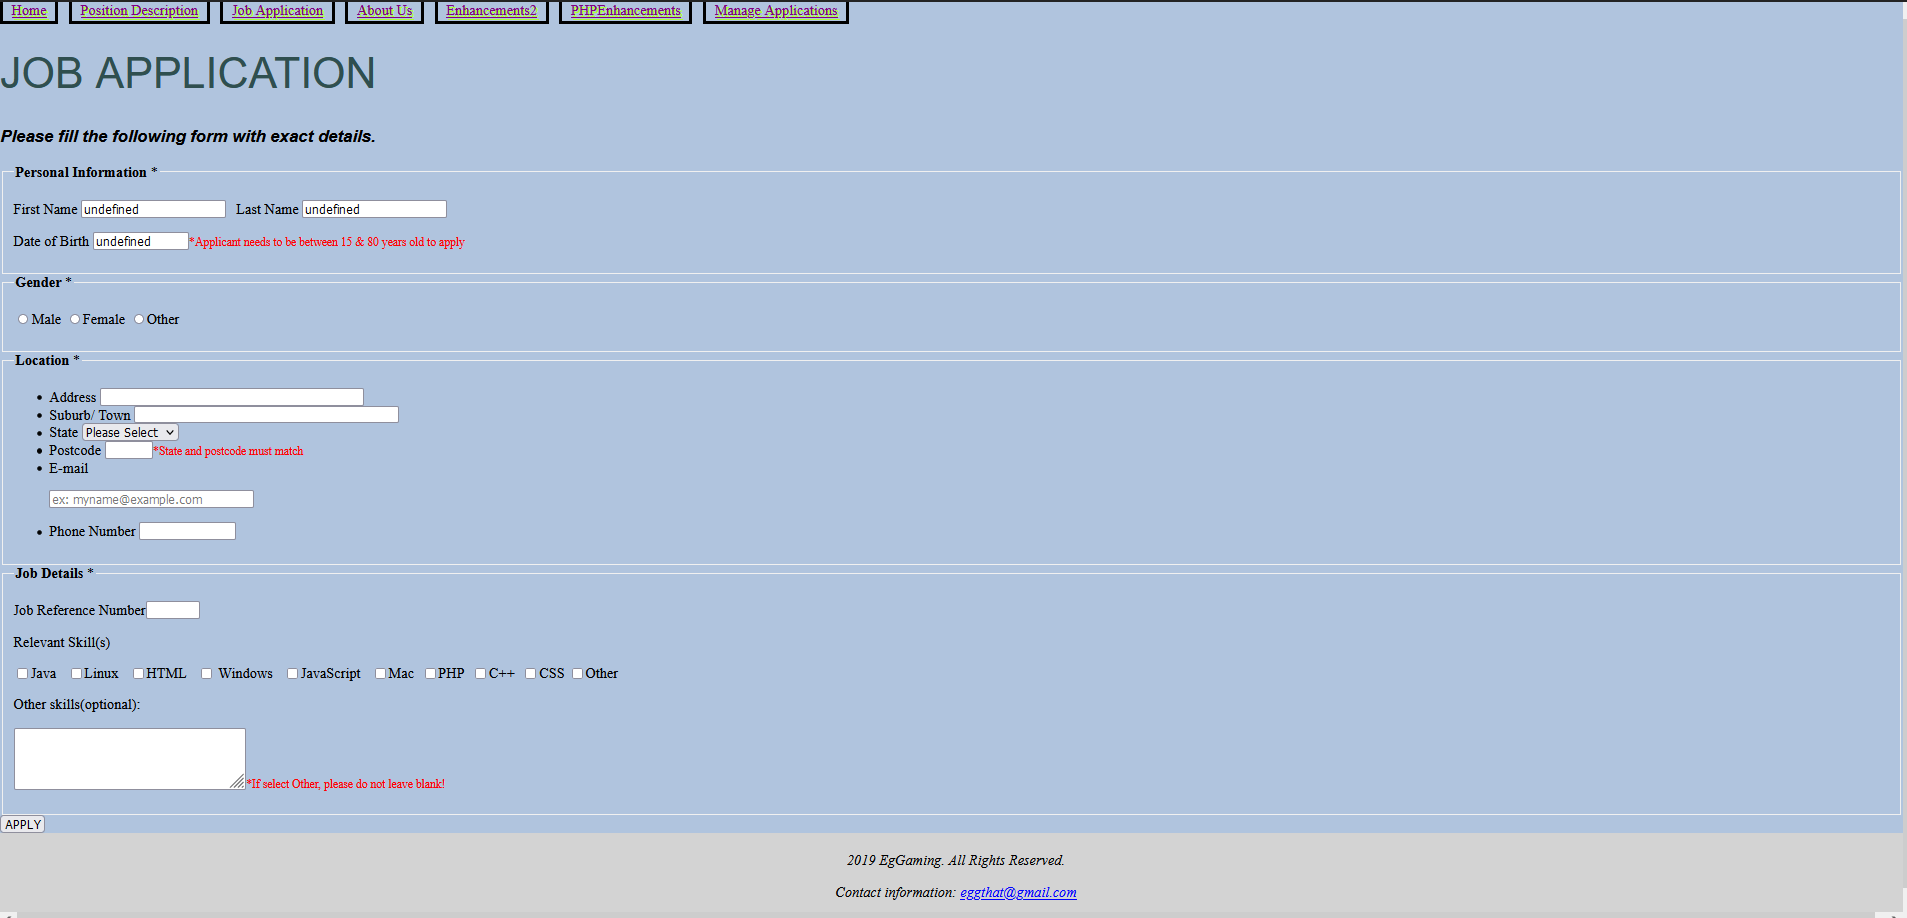 Home Position Description Job Application About Us Enhancements2 PHPEnhancements Manage Applications
JOB APPLICATION
Please fill the following form with exact details.
Personal Information *
First Name undefined Last Name undefined
Date of Birth undefined *Applicant needs to be between 15 & 80 years old to apply
Gender *
Male Female Other
Location *
Address
Suburb/ Town
State Please Select
Postcode *State and postcode must match
E-mail
ex: myname@example.com
Phone Number
Job Details *
Job Reference Number
Relevant Skill(s)
Java Linux HTML Windows JavaScript Mac PHP C++ CSS Other
Other skills(optional):
*If select Other, please do not leave blank!
APPLY
2019 EgGaming. All Rights Reserved.
Contact information: eggthat@gmail.com